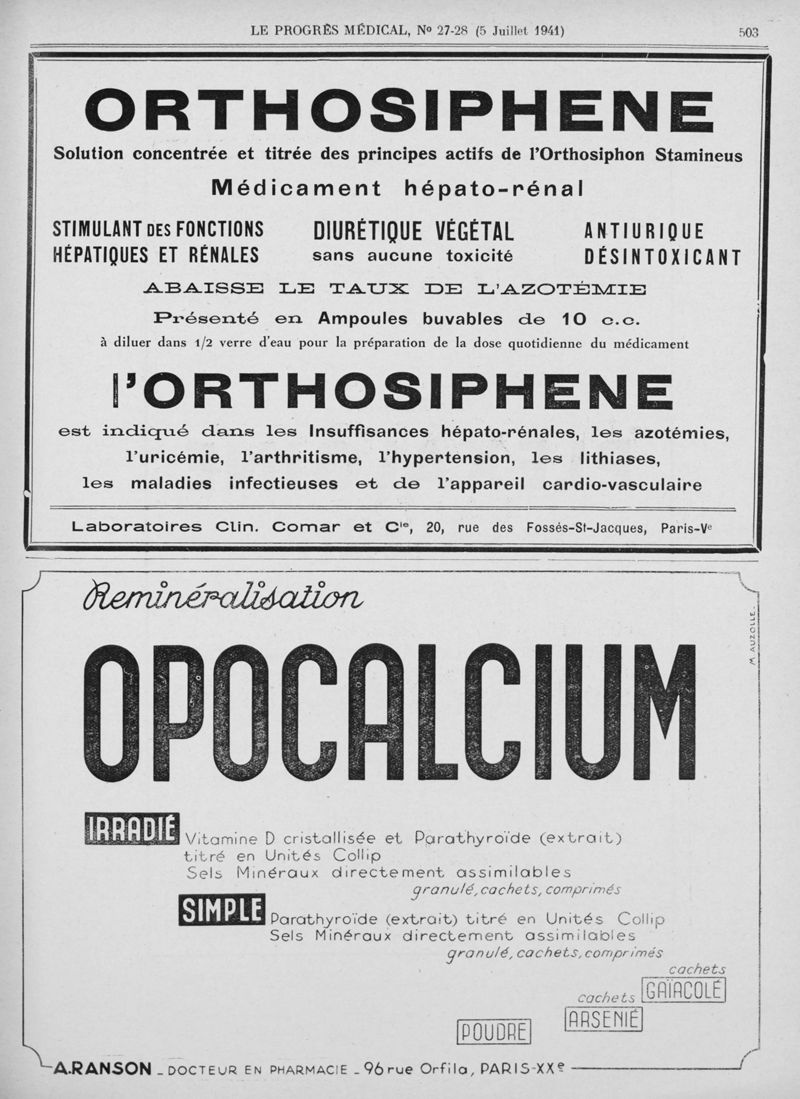 LE PROGRÈS MÉDICAL, Nº 27-28 (5 Juillet 1941) 503
ORTHOSIPHENE
Solution concentrée et titrée des principes actifs de l'Orthosiphon Stamineus
Médicament hépato-rénal
STIMULANT DES FONCTIONS
HÉPATIQUES ET RÉNALES
DIURÉTIQUE VÉGÉTAL
sans aucune toxicité
ANTIURIQUE
DÉSINTOXICANT
ABAISSE LE TAUX DE L'AZOTÉMIE
Présenté en Ampoules buvables de 10 c.c.
à diluer dans 1/2 verre d'eau pour la préparation de la dose quotidienne du médicament
l'ORTHOSIPHENE
est indiqué dans les Insuffisances hépato-rénales, les azotémies,
l'uricémie, l'arthritisme, l'hypertension, les lithiases,
les maladies infectieuses et de l'appareil cardio-vasculaire
Laboratoires Clin. Comar et Cie, 20, rue des Fossés-St-Jacques, Paris-Ve
Reminéralisation
M. AUZOLLE.
OPOCALCIUM
IRRADIÉ Vitamine D cristallisée et Parathyroïde (extrait)
titré en Unités Collip
Sels Minéraux directement assimilables
granulé, cachets, comprimés
SIMPLE Parathyroïde (extrait) titré en Unités Collip
Sels Minéraux directement assimilables
granulé, cachets, comprimés
cachets
GAÏACOLÉ
cachets
ARSENIÉ
POUDRE
A. RANSON _ DOCTEUR EN PHARMACIE _ 96 rue Orfila, PARIS-XXe